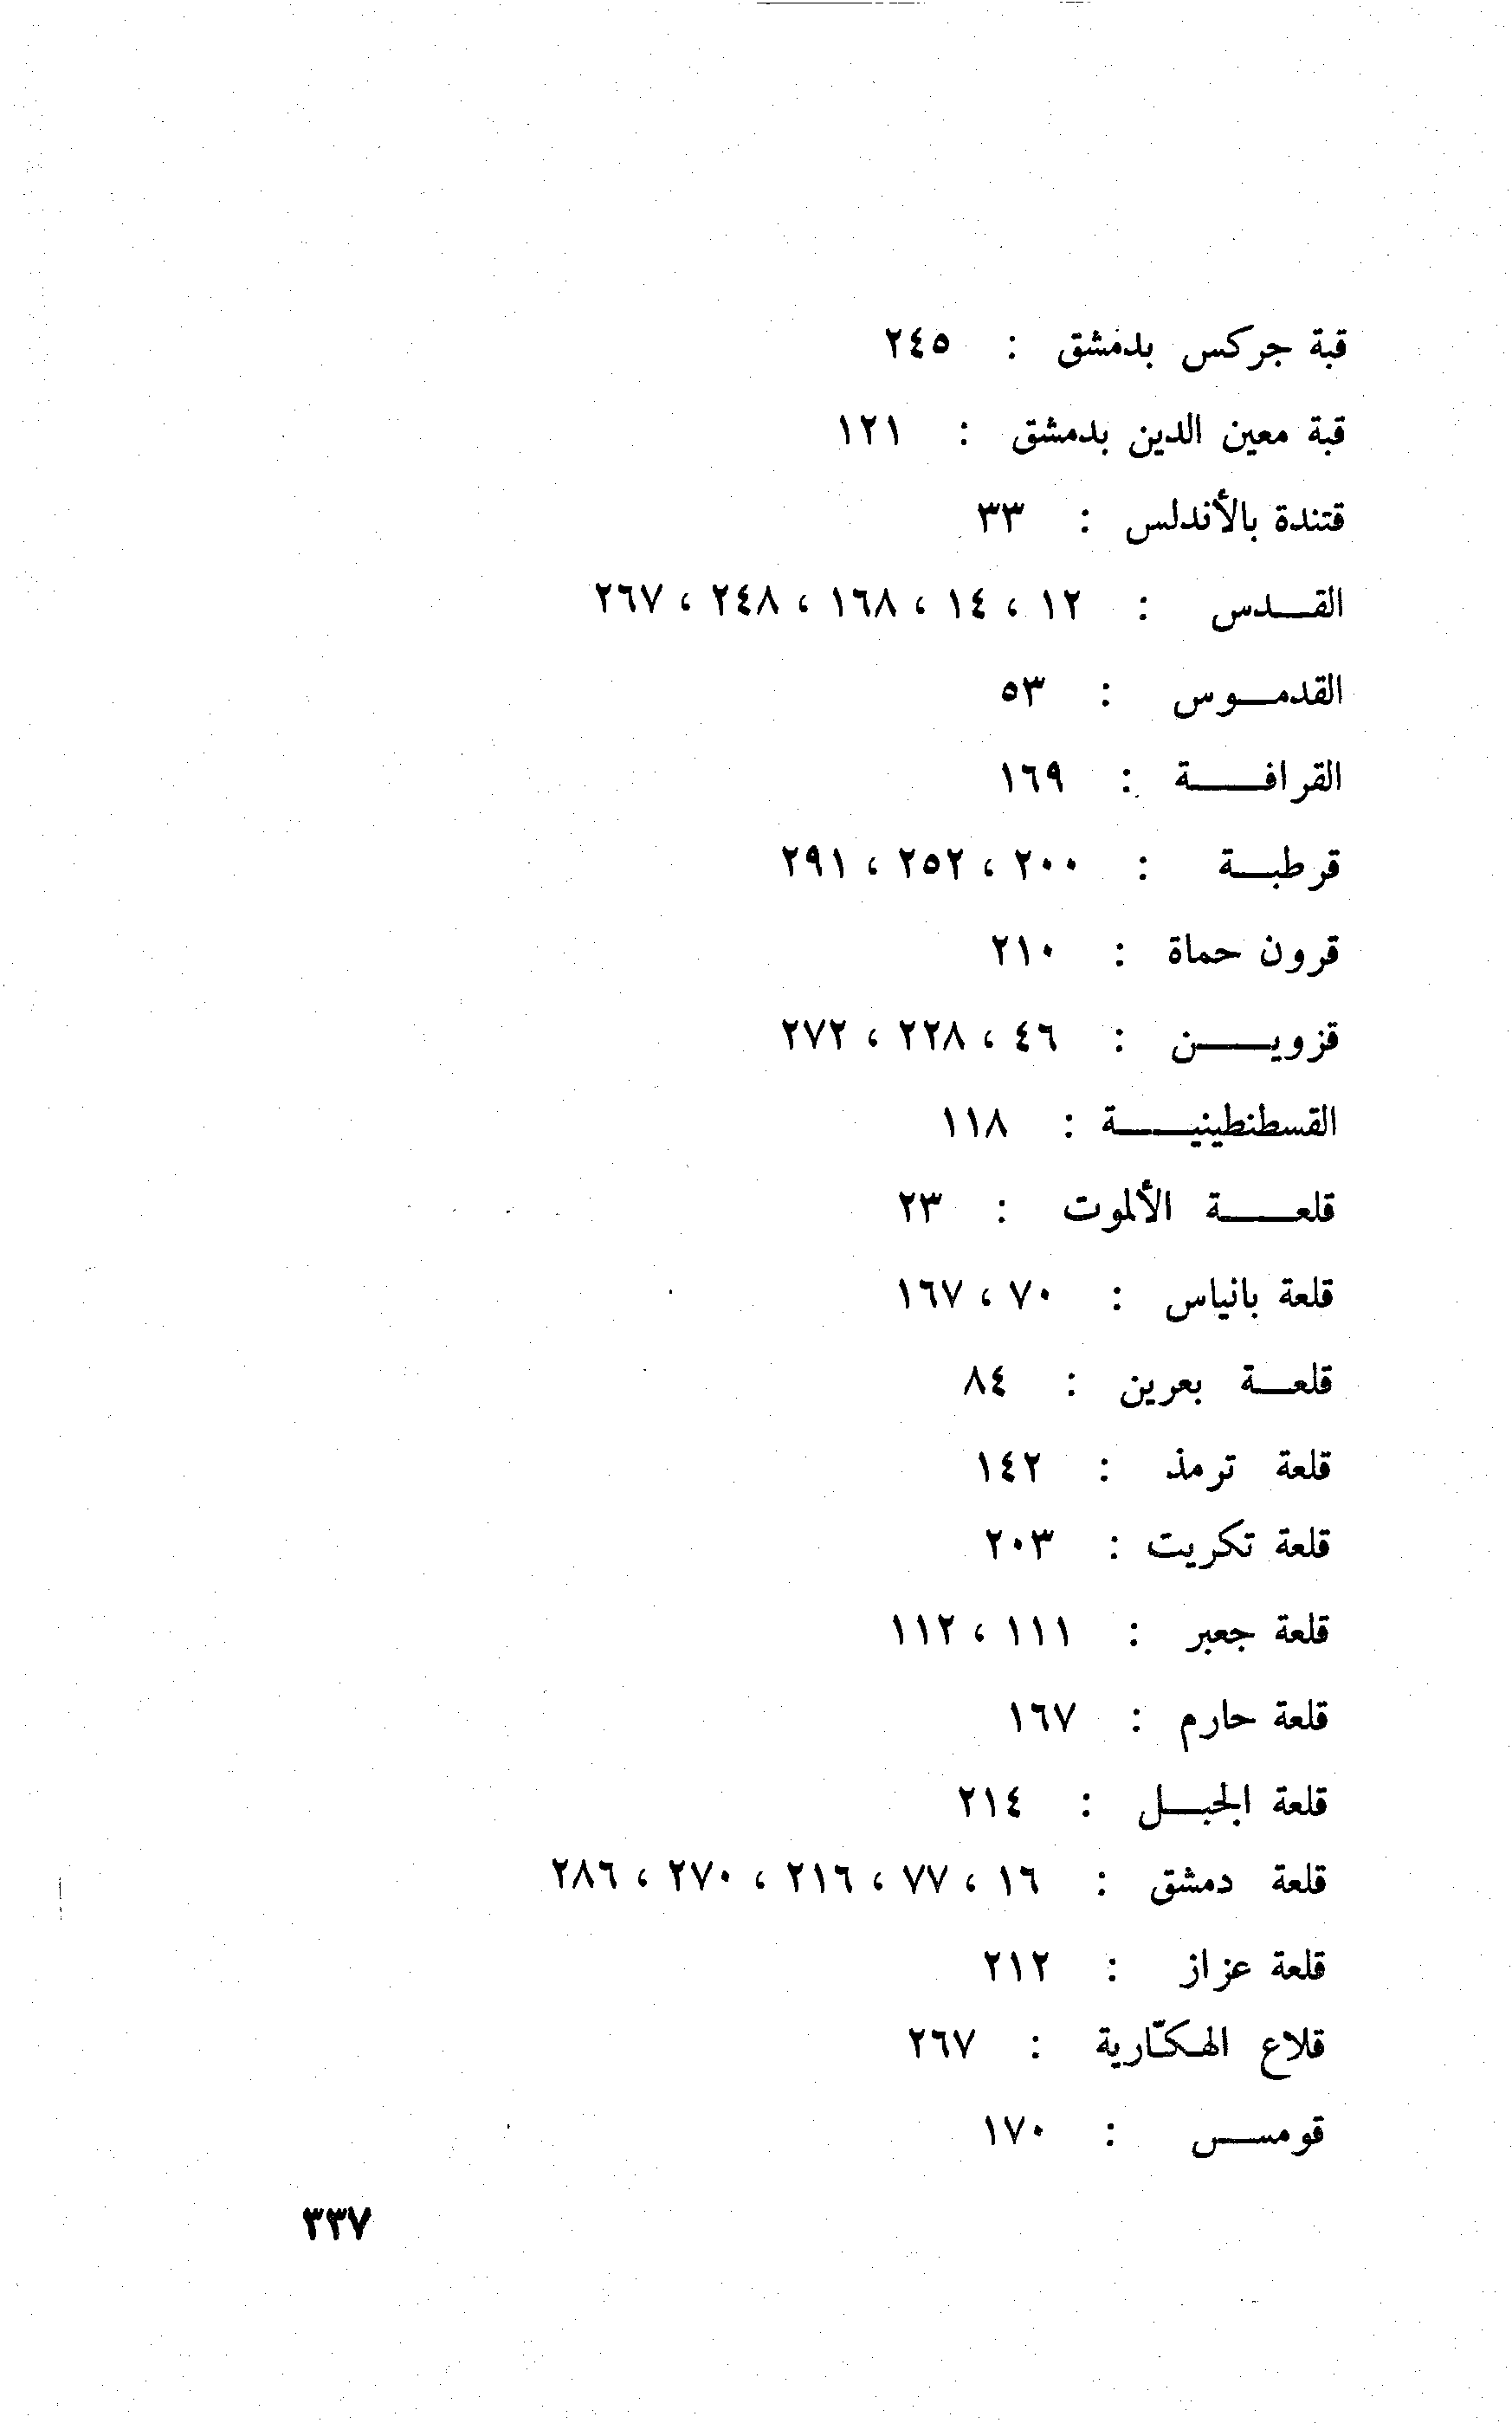 قبة جركس بدمشق : ٢٤٥
قبة معين الدين بدمشق : ١٢١
قتندة بالأندلس : ٣٣
القدس : ١٢ ، ١٤ ، ١٦٨ ، ٢٤٨ ، ٢٦٧
القدموس : ٥٣
القرافة : ١٦٩
قرطبة : ٢٠٠ ، ٢٥٢ ، ٢٩١
قرون حماة : ٢١٠
قزوين : ٤٦ ، ٢٢٨ ، ٢٧٢
القسطنطينية : ١١٨
قلعة الألموت : ٢٣
قلعة بانياس : ٧٠ ، ١٦٧
قلعة بعرين : ٨٤
قلعة ترمذ : ١٤٢
قلعة تكريت : ٢٠٣
قلعة جعبر : ١١١ ، ١١٢
قلعة حارم : ١٦٧
قلعة الجبل : ٢١٤
قلعة دمشق : ١٦ ، ٧٧ ، ٢١٦ ، ٢٧٠ ، ٢٨٦
قلعة عزاز : ٢١٢
قلاع الهكّارية : ٢٦٧
قومس : ١٧٠
٣٣٧